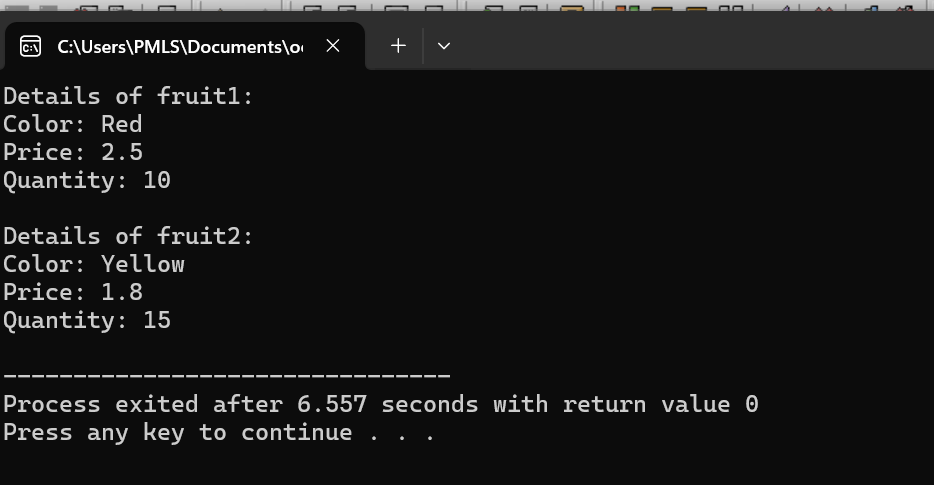 C:\Users\PMLS\Documents\
Details of fruit1:
Color: Red
Price: 2.5
Quantity: 10
Details of fruit2:
Color: Yellow
Price: 1.8
Quantity: 15
--------------------------------
Process exited after 6.557 seconds with return value 0
Press any key to continue . . .